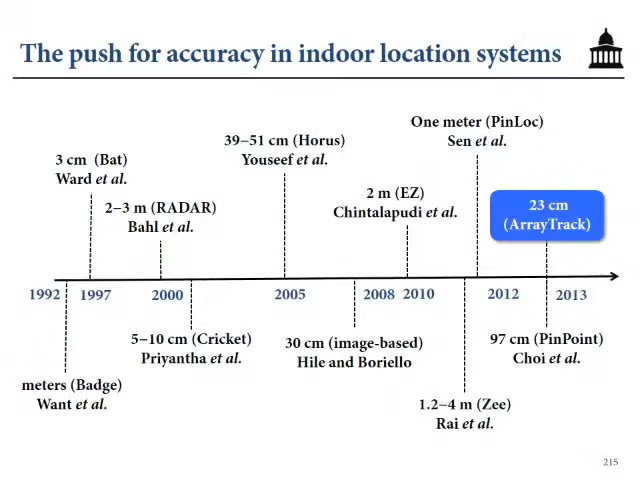 The push for accuracy in indoor location systems
One meter (PinLoc)
Sen et al.
39–51 cm (Horus)
Youseef et al.
3 cm (Bat)
Ward et al.
2–3 m (RADAR)
Bahl et al.
2 m (EZ)
Chintalapudi et al.
23 cm
(ArrayTrack)
1992 1997 2000 2005 2008 2010 2012 2013
5–10 cm (Cricket)
Priyantha et al.
30 cm (image-based)
Hile and Boriello
97 cm (PinPoint)
Choi et al.
meters (Badge)
Want et al.
1.2–4 m (Zee)
Rai et al.
215